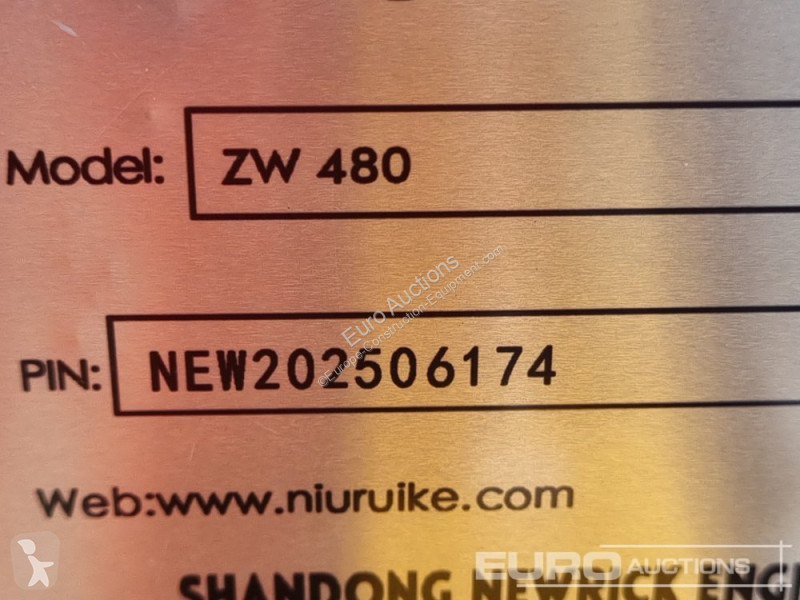 Model: ZW 480
Euro Auctions
©Europe-Construction-Equipment.com
PIN: NEW202506174
Web:www.niuruike.com
SHANDONG NEWRICK
EURO AUCTIONS